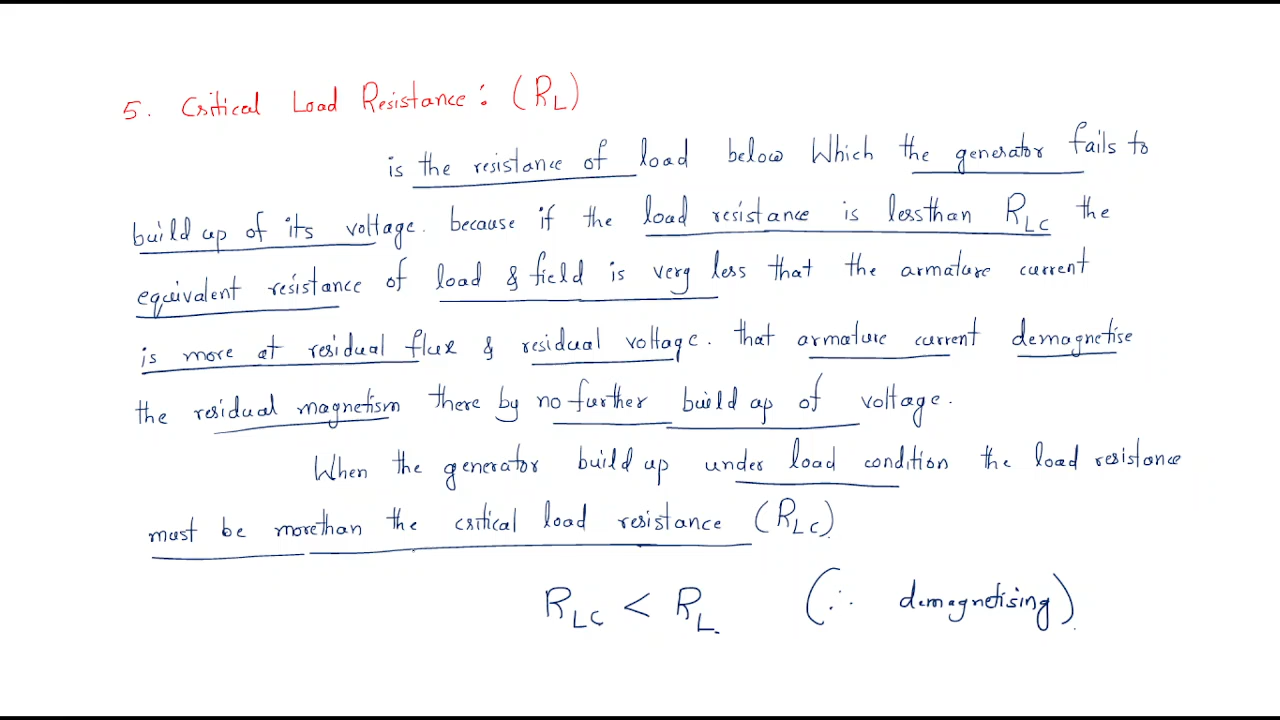 5. Critical Load Resistance: (RL)
is the resistance of load below Which the generator fails to
build up of its voltage. because if the load resistance is lessthan RLC the
equivalent resistance of load & field is very less that the armature current
is more at residual flux & residual voltage. that armature current demagnetise
the residual magnetism there by no further build up of voltage.
When the generator build up under load condition the load resistance
must be morethan the critical load resistance (RLC)
RLC < RL (∴ demagnetising)